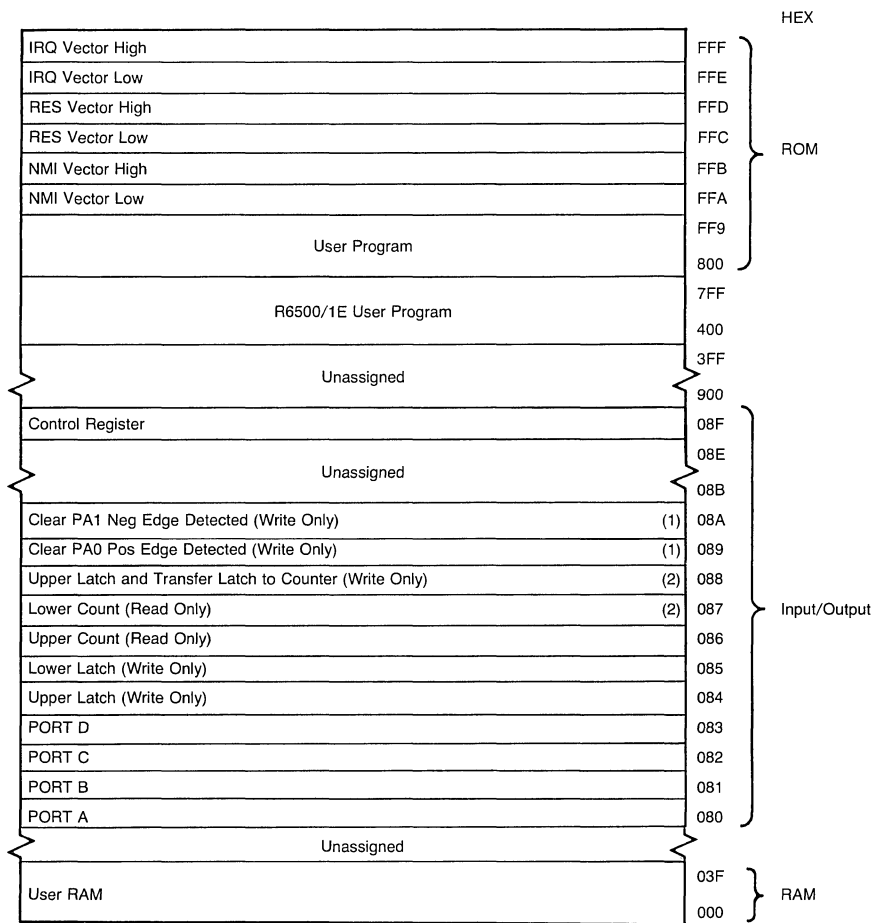 HEX
IRQ Vector High FFF
IRQ Vector Low FFE
RES Vector High FFD
RES Vector Low FFC
ROM
NMI Vector High FFB
NMI Vector Low FFA
FF9
User Program
800
7FF
R6500/1E User Program
400
3FF
Unassigned
900
Control Register 08F
08E
Unassigned
08B
Clear PA1 Neg Edge Detected (Write Only) (1) 08A
Clear PA0 Pos Edge Detected (Write Only) (1) 089
Upper Latch and Transfer Latch to Counter (Write Only) (2) 088
Lower Count (Read Only) (2) 087 Input/Output
Upper Count (Read Only) 086
Lower Latch (Write Only) 085
Upper Latch (Write Only) 084
PORT D 083
PORT C 082
PORT B 081
PORT A 080
Unassigned
03F
User RAM RAM
000